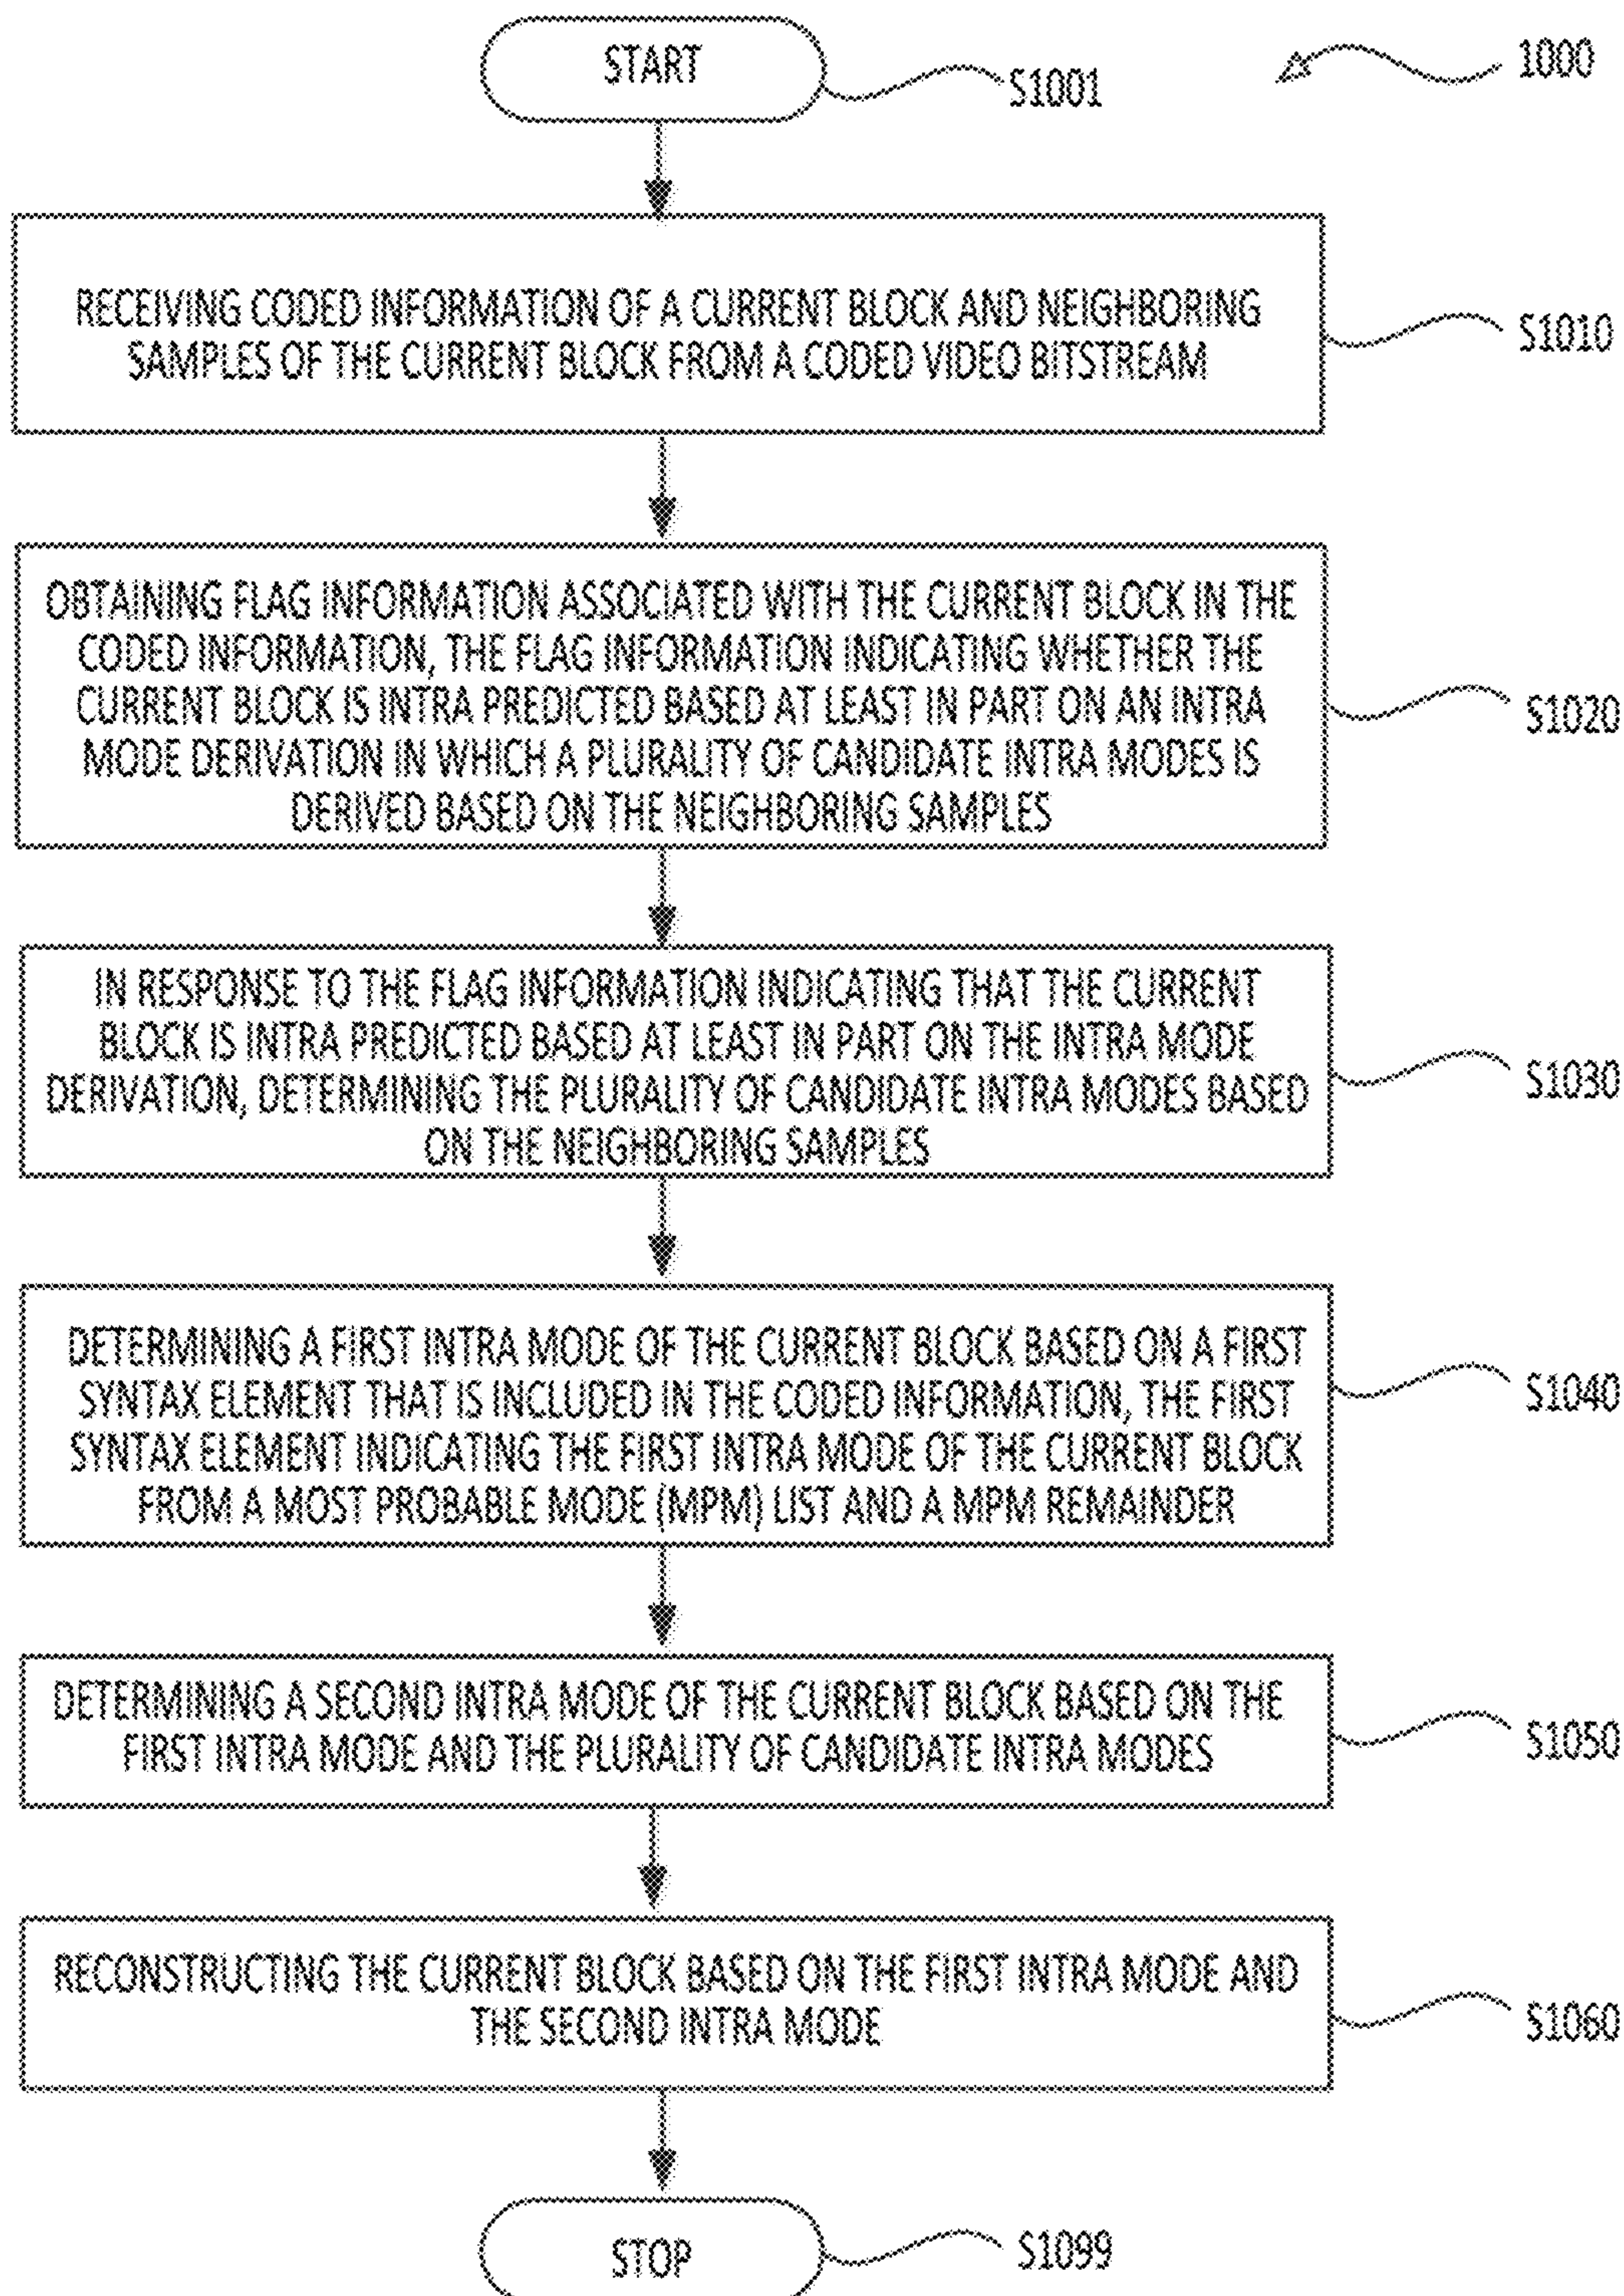 START
S1001
1000
RECEIVING CODED INFORMATION OF A CURRENT BLOCK AND NEIGHBORING
SAMPLES OF THE CURRENT BLOCK FROM A CODED VIDEO BITSTREAM
S1010
OBTAINING FLAG INFORMATION ASSOCIATED WITH THE CURRENT BLOCK IN THE
CODED INFORMATION, THE FLAG INFORMATION INDICATING WHETHER THE
CURRENT BLOCK IS INTRA PREDICTED BASED AT LEAST IN PART ON AN INTRA
MODE DERIVATION IN WHICH A PLURALITY OF CANDIDATE INTRA MODES IS
DERIVED BASED ON THE NEIGHBORING SAMPLES
S1020
IN RESPONSE TO THE FLAG INFORMATION INDICATING THAT THE CURRENT
BLOCK IS INTRA PREDICTED BASED AT LEAST IN PART ON THE INTRA MODE
DERIVATION, DETERMINING THE PLURALITY OF CANDIDATE INTRA MODES BASED
ON THE NEIGHBORING SAMPLES
S1030
DETERMINING A FIRST INTRA MODE OF THE CURRENT BLOCK BASED ON A FIRST
SYNTAX ELEMENT THAT IS INCLUDED IN THE CODED INFORMATION, THE FIRST
SYNTAX ELEMENT INDICATING THE FIRST INTRA MODE OF THE CURRENT BLOCK
FROM A MOST PROBABLE MODE (MPM) LIST AND A MPM REMAINDER
S1040
DETERMINING A SECOND INTRA MODE OF THE CURRENT BLOCK BASED ON THE
FIRST INTRA MODE AND THE PLURALITY OF CANDIDATE INTRA MODES
S1050
RECONSTRUCTING THE CURRENT BLOCK BASED ON THE FIRST INTRA MODE AND
THE SECOND INTRA MODE
S1060
STOP
S1099